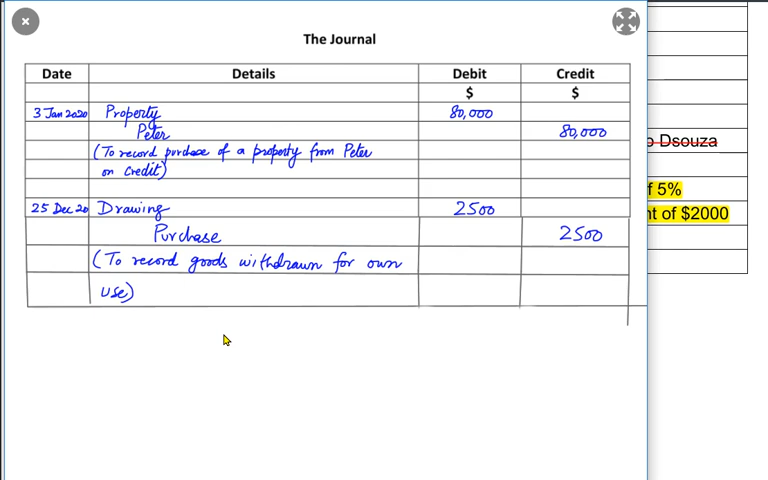 The Journal
Date Details Debit Credit
$ $
3 Jan 2020 Property 80,000
Peter 80,000
(To record purchase of a property from Peter
on credit)
25 Dec 20 Drawing 2500
Purchase 2500
(To record goods withdrawn for own
use)
Dsouza
f 5%
nt of $2000